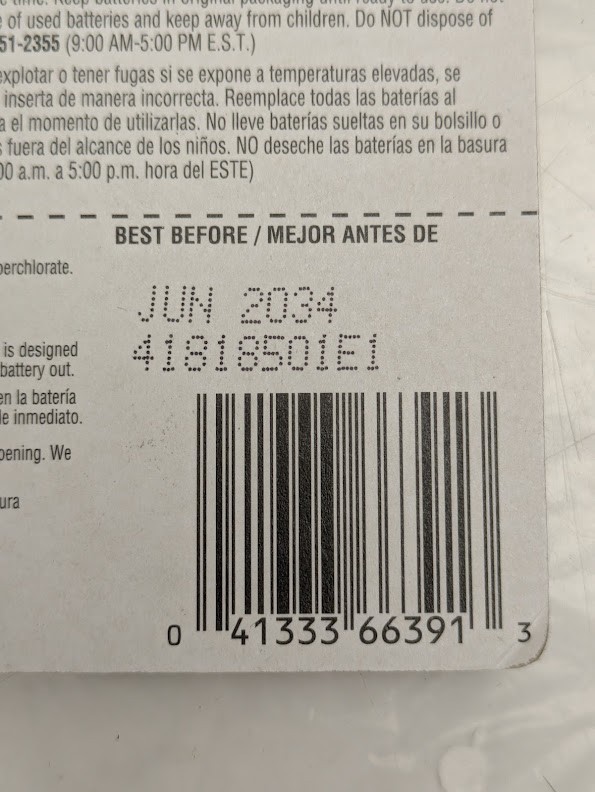 of used batteries and keep away from children. Do NOT dispose of
51-2355 (9:00 AM-5:00 PM E.S.T.)
explotar o tener fugas si se expone a temperaturas elevadas, se
inserta de manera incorrecta. Reemplace todas las baterías al
a el momento de utilizarlas. No lleve baterías sueltas en su bolsillo o
fuera del alcance de los niños. NO deseche las baterías en la basura
00 a.m. a 5:00 p.m. hora del ESTE)
BEST BEFORE / MEJOR ANTES DE
perchlorate.
JUN 2034
is designed
41818501E1
battery out.
en la batería
de inmediato.
pening. We
ura
0 41333 66391 3